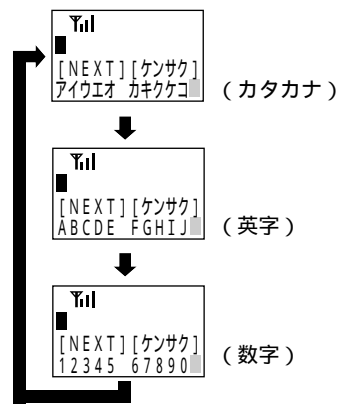 [NEXT][ケンサク]
アイウエオ カキクケコ
(カタカナ)
[NEXT][ケンサク]
ABCDE FGHIJ
(英字)
[NEXT][ケンサク]
12345 67890
(数字)